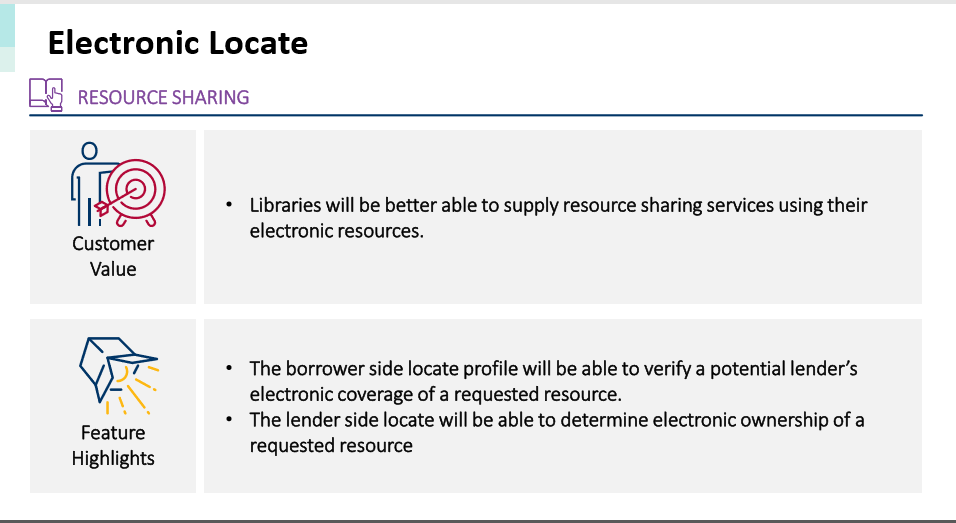 Electronic Locate
RESOURCE SHARING
Customer
Value
• Libraries will be better able to supply resource sharing services using their
electronic resources.
Feature
Highlights
• The borrower side locate profile will be able to verify a potential lender’s
electronic coverage of a requested resource.
• The lender side locate will be able to determine electronic ownership of a
requested resource